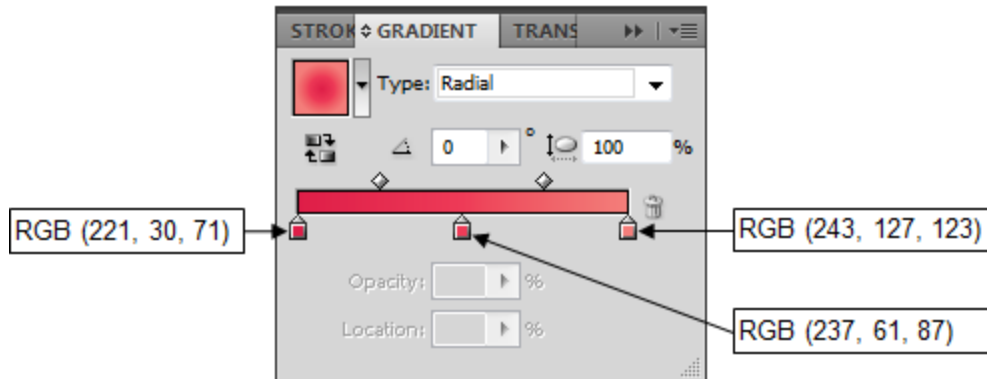 STROK GRADIENT TRANS
Type: Radial
0 ° 100 %
RGB (221, 30, 71)
RGB (243, 127, 123)
Opacity: %
Location: %
RGB (237, 61, 87)